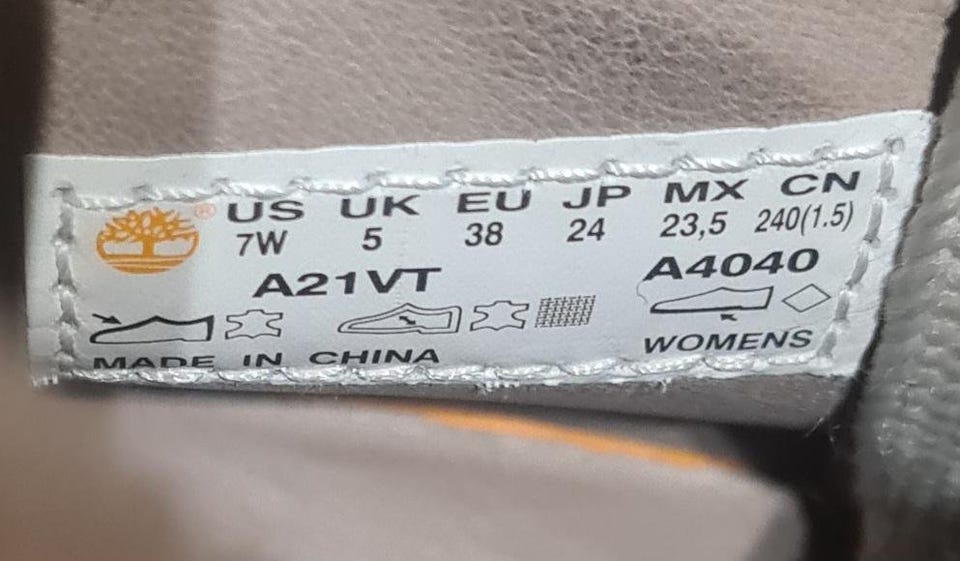 ® US UK EU JP MX CN
7W 5 38 24 23,5 240(1.5)
A21VT A4040
MADE IN CHINA WOMENS